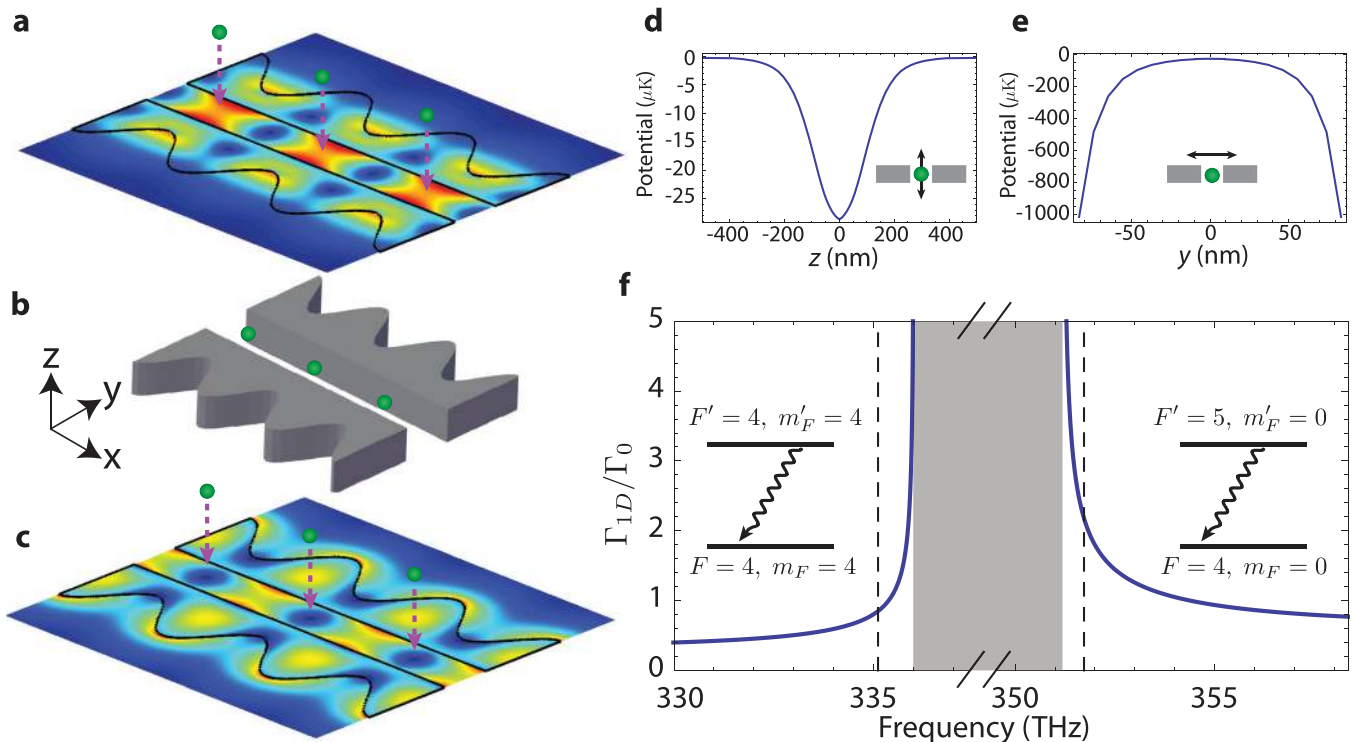 a
b
z
y
x
c
d
Potential (μK)
0
-5
-10
-15
-20
-25
-400
-200
0
200
400
z (nm)
e
Potential (μK)
0
-200
-400
-600
-800
-1000
-50
0
50
y (nm)
f
Γ1D/Γ0
5
4
3
2
1
0
F′ = 4, m′F = 4
F = 4, mF = 4
F′ = 5, m′F = 0
F = 4, mF = 0
330
335
350
355
Frequency (THz)